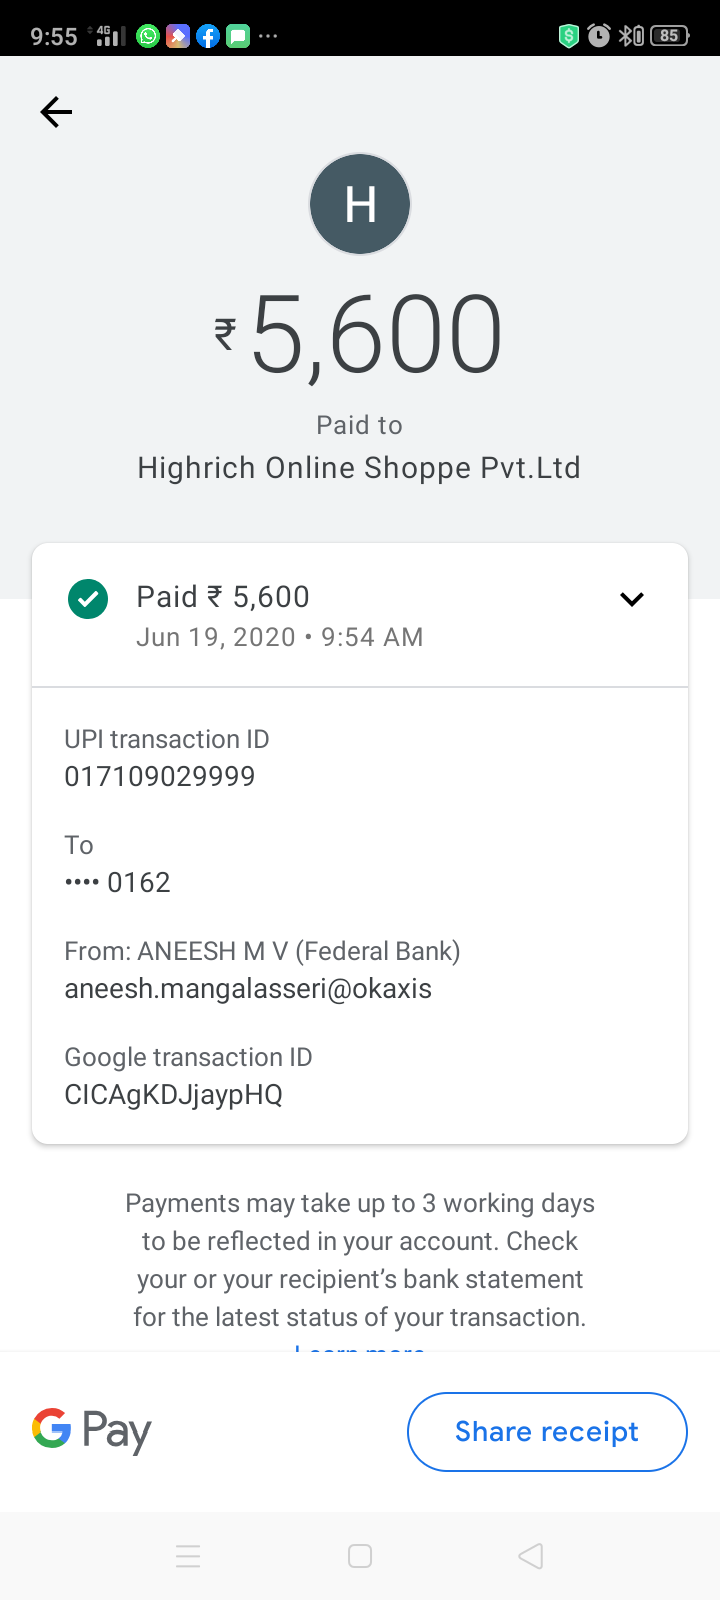 9:55 4G 85
H
₹5,600
Paid to
Highrich Online Shoppe Pvt.Ltd
Paid ₹ 5,600
Jun 19, 2020 • 9:54 AM
UPI transaction ID
017109029999
To
•••• 0162
From: ANEESH M V (Federal Bank)
aneesh.mangalasseri@okaxis
Google transaction ID
CICAgKDJjaypHQ
Payments may take up to 3 working days
to be reflected in your account. Check
your or your recipient’s bank statement
for the latest status of your transaction.
Learn more
G Pay
Share receipt